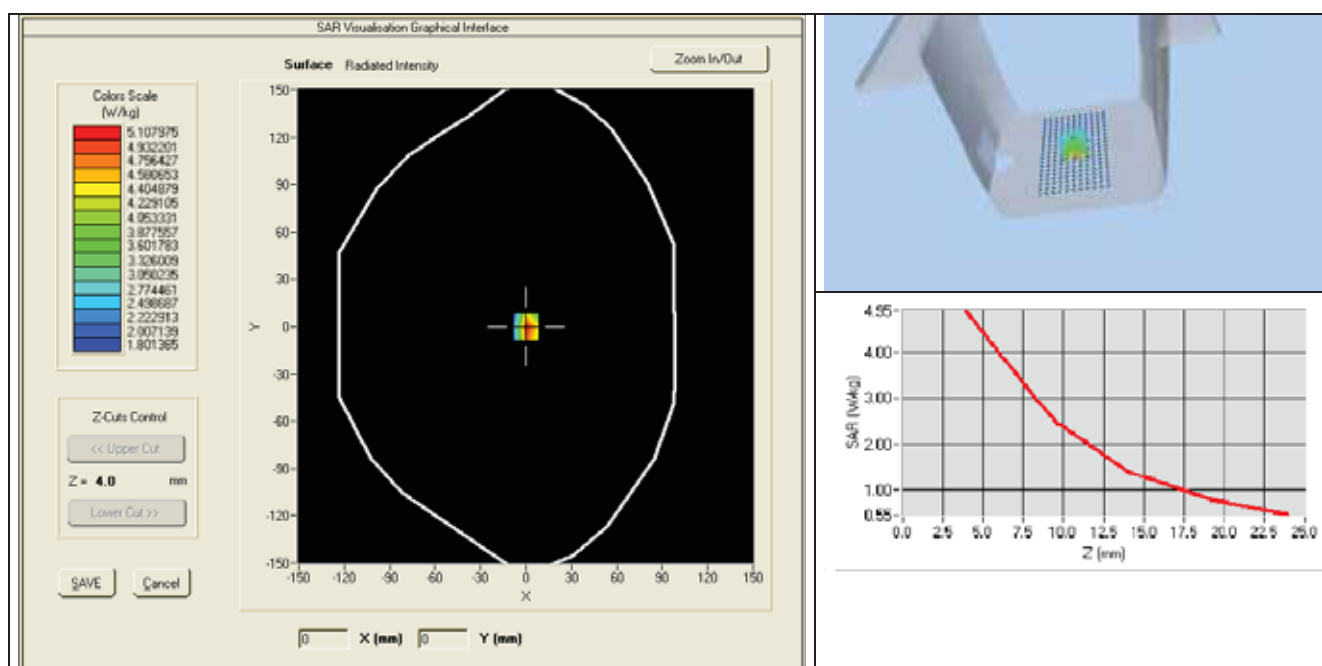 SAR Visualisation Graphical Interface
Surface Radiated Intensity
Zoom In/Out
Colors Scale
(W/kg)
5.107975
4.932201
4.756427
4.580653
4.404879
4.229105
4.053331
3.877557
3.601783
3.326009
3.050235
2.774461
2.498687
2.222913
2.007139
1.801365
Z-Cuts Control
<< Upper Cut
Z = 4.0 mm
Lower Cut >>
SAVE Cancel
150
120
90
60
30
0
-30
-60
-90
-120
-150
Y
-150 -120 -90 -60 -30 0 30 60 90 120 150
X
0 X (mm) 0 Y (mm)
4.95
4.00
3.00
2.00
1.00
0.55
SAR (W/kg)
0.0 2.5 5.0 7.5 10.0 12.5 15.0 17.5 20.0 22.5 25.0
Z (mm)